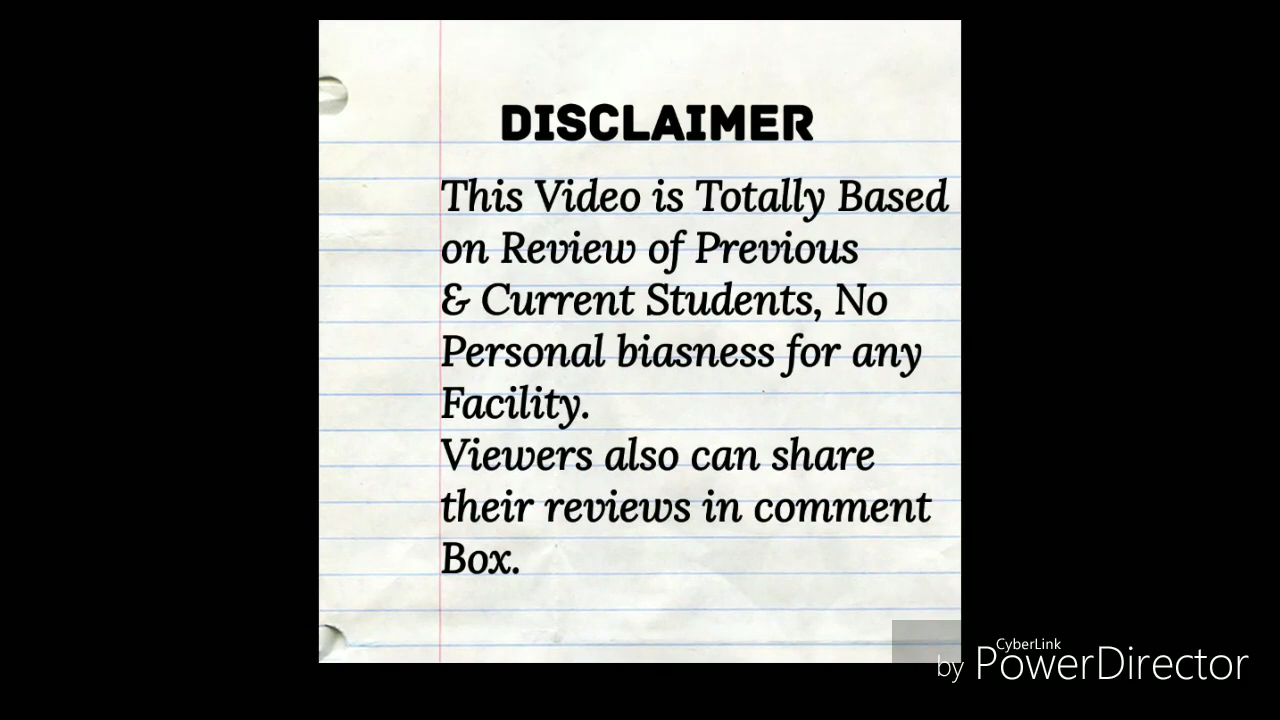 DISCLAIMER
This Video is Totally Based
on Review of Previous
& Current Students, No
Personal biasness for any
Facility.
Viewers also can share
their reviews in comment
Box.
CyberLink
by PowerDirector